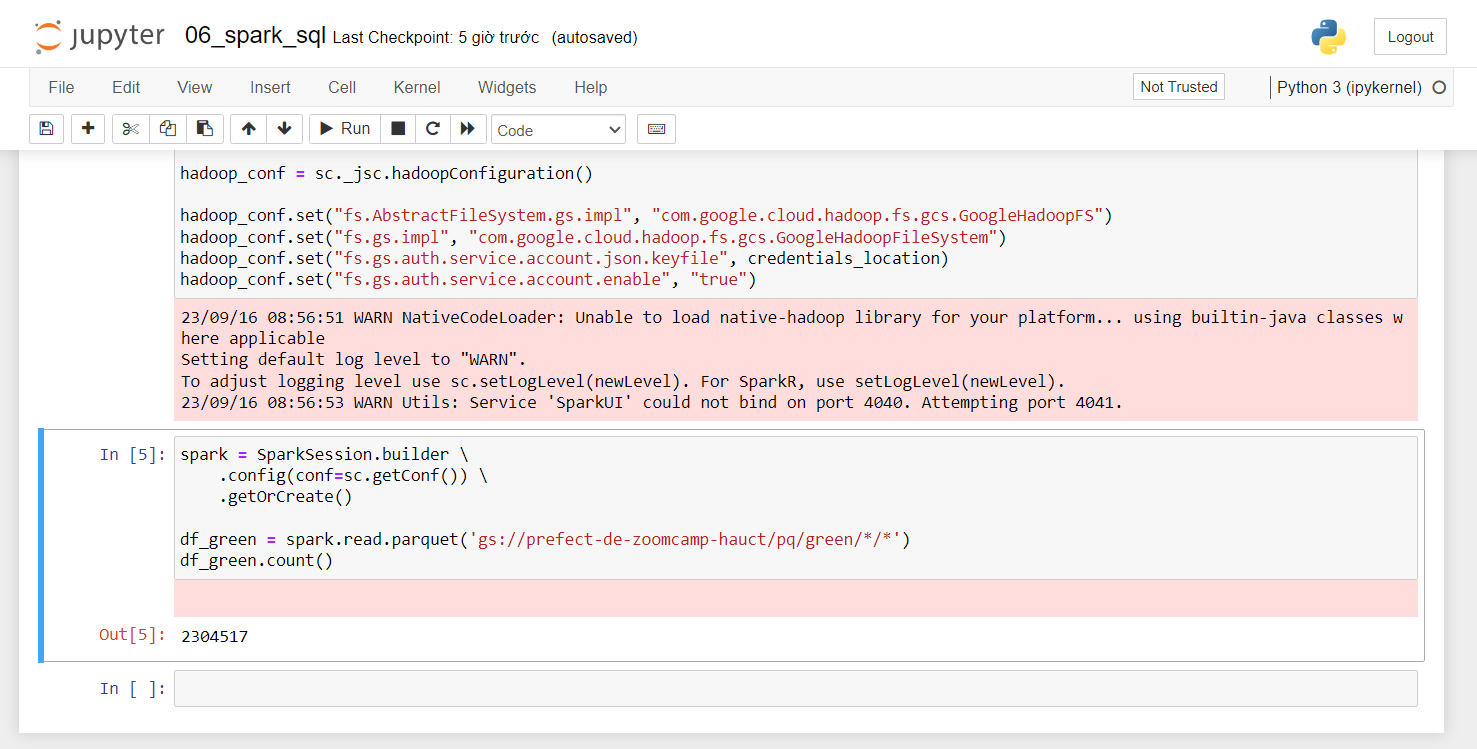 jupyter 06_spark_sql Last Checkpoint: 5 giờ trước (autosaved)
Logout
File Edit View Insert Cell Kernel Widgets Help
Not Trusted
Python 3 (ipykernel)
Run
Code
hadoop_conf = sc._jsc.hadoopConfiguration()
hadoop_conf.set("fs.AbstractFileSystem.gs.impl", "com.google.cloud.hadoop.fs.gcs.GoogleHadoopFS")
hadoop_conf.set("fs.gs.impl", "com.google.cloud.hadoop.fs.gcs.GoogleHadoopFileSystem")
hadoop_conf.set("fs.gs.auth.service.account.json.keyfile", credentials_location)
hadoop_conf.set("fs.gs.auth.service.account.enable", "true")
23/09/16 08:56:51 WARN NativeCodeLoader: Unable to load native-hadoop library for your platform... using builtin-java classes w
here applicable
Setting default log level to "WARN".
To adjust logging level use sc.setLogLevel(newLevel). For SparkR, use setLogLevel(newLevel).
23/09/16 08:56:53 WARN Utils: Service 'SparkUI' could not bind on port 4040. Attempting port 4041.
In [5]: spark = SparkSession.builder \
.config(conf=sc.getConf()) \
.getOrCreate()
df_green = spark.read.parquet('gs://prefect-de-zoomcamp-hauct/pq/green/*/*')
df_green.count()
Out[5]: 2304517
In [ ]: